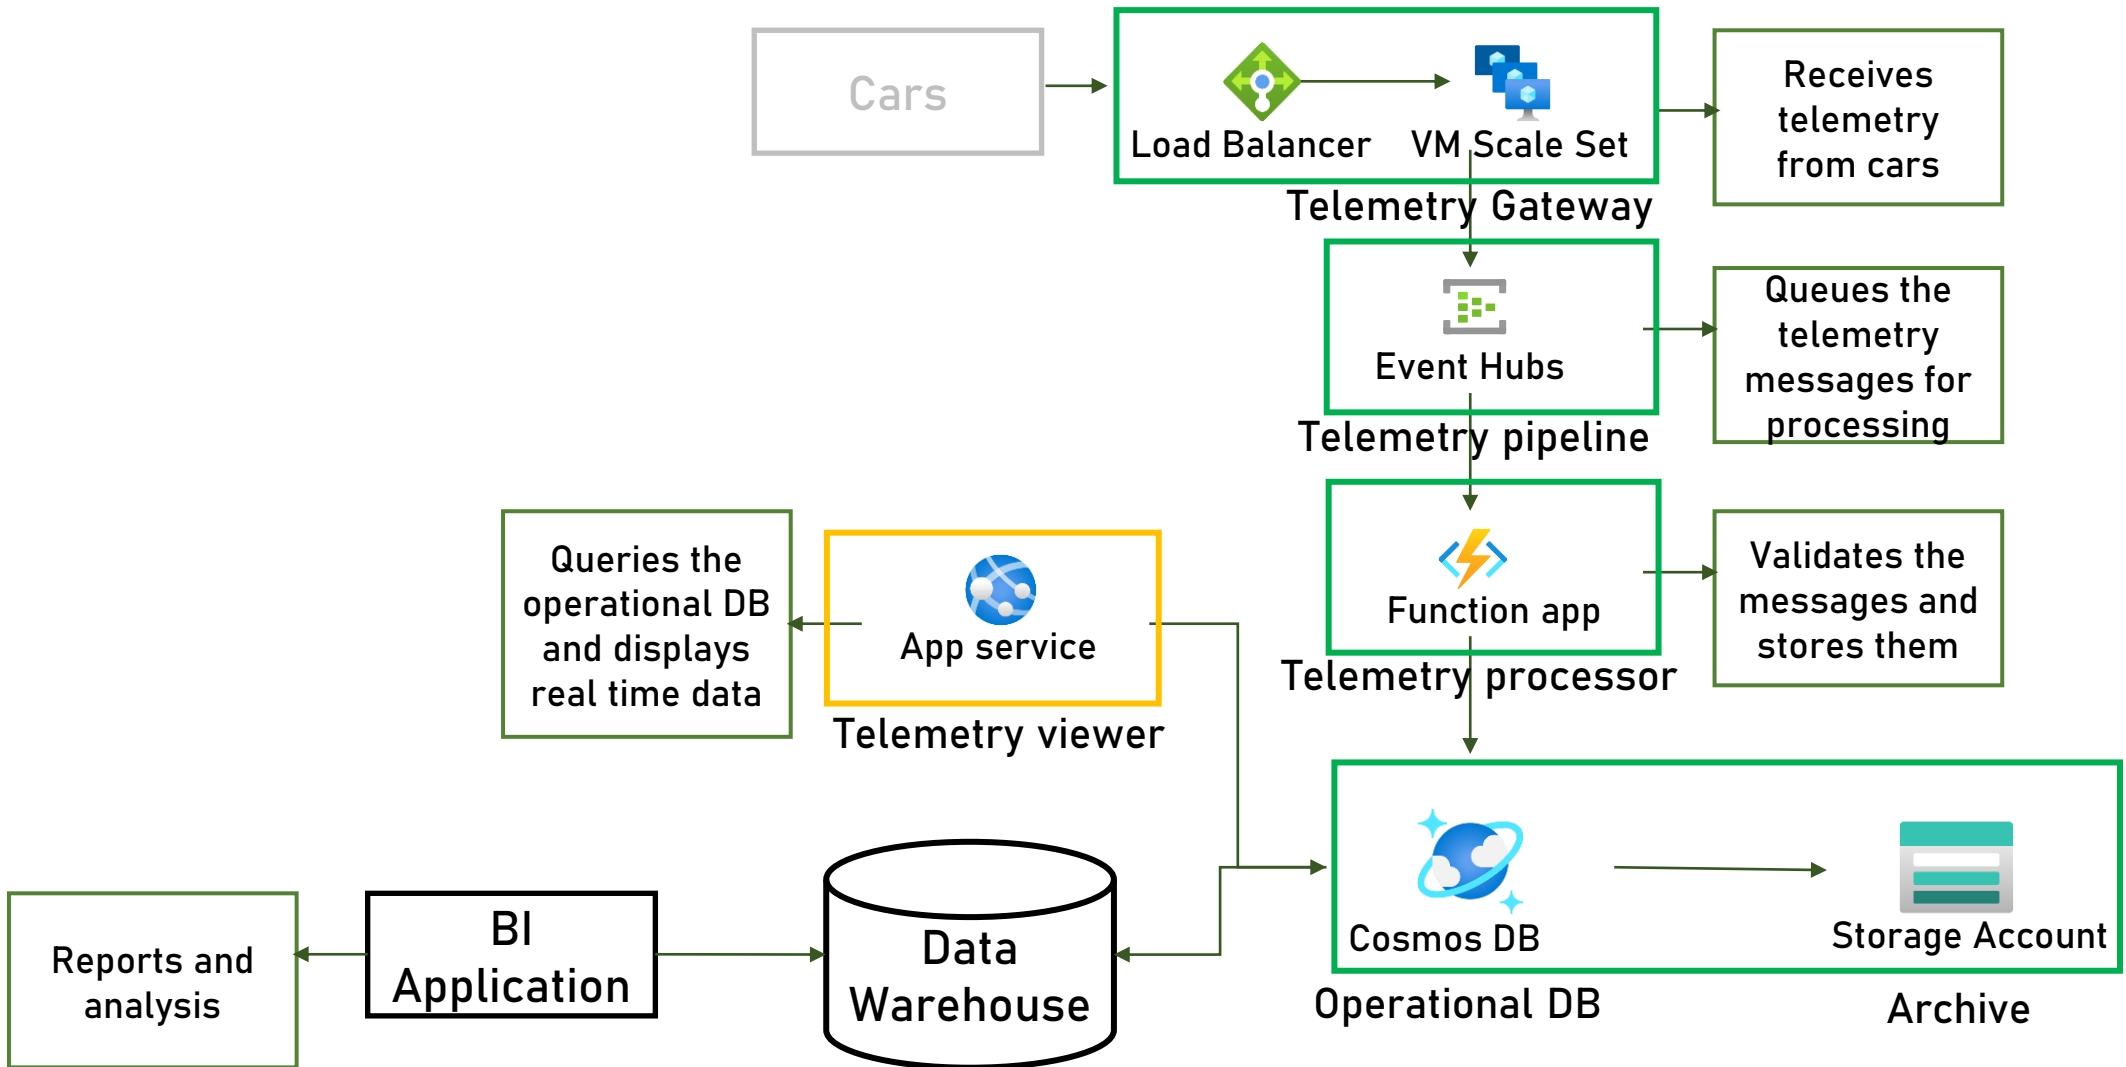 Cars
Load Balancer
VM Scale Set
Telemetry Gateway
Receives
telemetry
from cars
Event Hubs
Telemetry pipeline
Queues the
telemetry
messages for
processing
Function app
Telemetry processor
Validates the
messages and
stores them
Queries the
operational DB
and displays
real time data
App service
Telemetry viewer
Cosmos DB
Operational DB
Storage Account
Archive
Data
Warehouse
BI
Application
Reports and
analysis